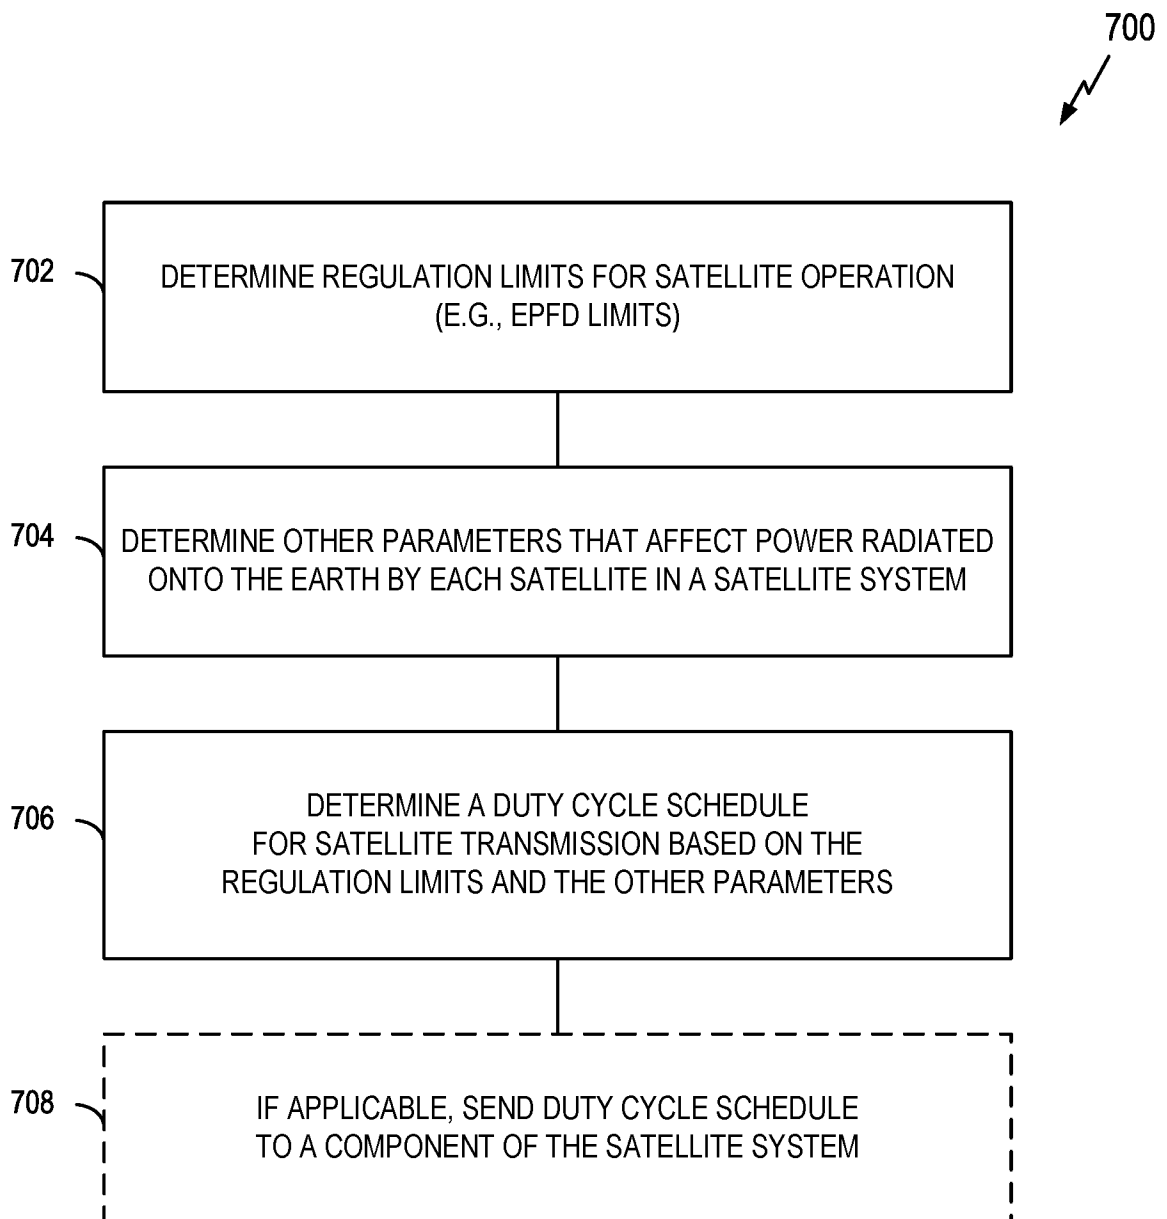 700
702
DETERMINE REGULATION LIMITS FOR SATELLITE OPERATION
(E.G., EPFD LIMITS)
704
DETERMINE OTHER PARAMETERS THAT AFFECT POWER RADIATED
ONTO THE EARTH BY EACH SATELLITE IN A SATELLITE SYSTEM
706
DETERMINE A DUTY CYCLE SCHEDULE
FOR SATELLITE TRANSMISSION BASED ON THE
REGULATION LIMITS AND THE OTHER PARAMETERS
708
IF APPLICABLE, SEND DUTY CYCLE SCHEDULE
TO A COMPONENT OF THE SATELLITE SYSTEM